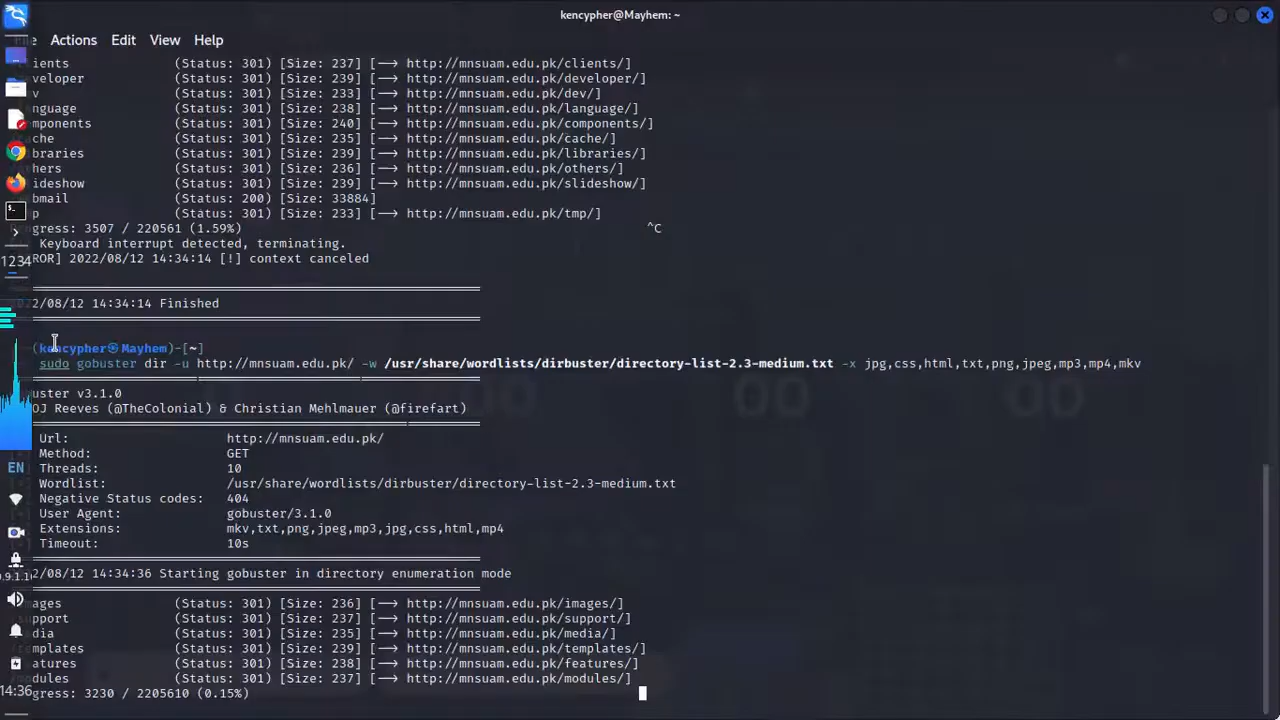 kencypher@Mayhem: ~
Actions Edit View Help
ients (Status: 301) [Size: 237] [--> http://mnsuam.edu.pk/clients/]
veloper (Status: 301) [Size: 239] [--> http://mnsuam.edu.pk/developer/]
v (Status: 301) [Size: 233] [--> http://mnsuam.edu.pk/dev/]
nguage (Status: 301) [Size: 238] [--> http://mnsuam.edu.pk/language/]
mponents (Status: 301) [Size: 240] [--> http://mnsuam.edu.pk/components/]
ache (Status: 301) [Size: 235] [--> http://mnsuam.edu.pk/cache/]
braries (Status: 301) [Size: 239] [--> http://mnsuam.edu.pk/libraries/]
hers (Status: 301) [Size: 236] [--> http://mnsuam.edu.pk/others/]
ideshow (Status: 301) [Size: 239] [--> http://mnsuam.edu.pk/slideshow/]
bmail (Status: 200) [Size: 33884]
p (Status: 301) [Size: 233] [--> http://mnsuam.edu.pk/tmp/]
gress: 3507 / 220561 (1.59%) ^C
Keyboard interrupt detected, terminating.
ROR] 2022/08/12 14:34:14 [!] context canceled
2/08/12 14:34:14 Finished
(kencypher㉿Mayhem)-[~]
sudo gobuster dir -u http://mnsuam.edu.pk/ -w /usr/share/wordlists/dirbuster/directory-list-2.3-medium.txt -x jpg,css,html,txt,png,jpeg,mp3,mp4,mkv
uster v3.1.0
OJ Reeves (@TheColonial) & Christian Mehlmauer (@firefart)
Url: http://mnsuam.edu.pk/
Method: GET
Threads: 10
Wordlist: /usr/share/wordlists/dirbuster/directory-list-2.3-medium.txt
Negative Status codes: 404
User Agent: gobuster/3.1.0
Extensions: mkv,txt,png,jpeg,mp3,jpg,css,html,mp4
Timeout: 10s
2/08/12 14:34:36 Starting gobuster in directory enumeration mode
ages (Status: 301) [Size: 236] [--> http://mnsuam.edu.pk/images/]
upport (Status: 301) [Size: 237] [--> http://mnsuam.edu.pk/support/]
dia (Status: 301) [Size: 235] [--> http://mnsuam.edu.pk/media/]
mplates (Status: 301) [Size: 239] [--> http://mnsuam.edu.pk/templates/]
atures (Status: 301) [Size: 238] [--> http://mnsuam.edu.pk/features/]
dules (Status: 301) [Size: 237] [--> http://mnsuam.edu.pk/modules/]
gress: 3230 / 2205610 (0.15%)
1234
EN
14:36